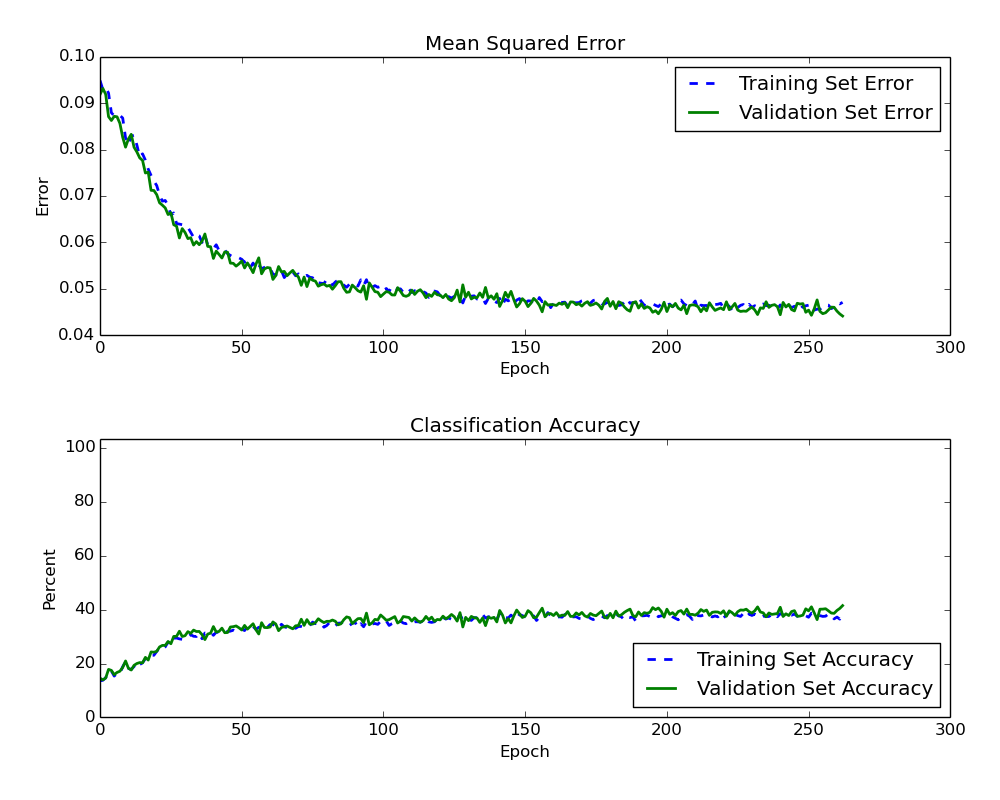 Mean Squared Error
0.10
0.09
0.08
0.07
0.06
0.05
0.04
Error
Training Set Error
Validation Set Error
0 50 100 150 200 250 300
Epoch
Classification Accuracy
100
80
60
40
20
0
Percent
Training Set Accuracy
Validation Set Accuracy
0 50 100 150 200 250 300
Epoch